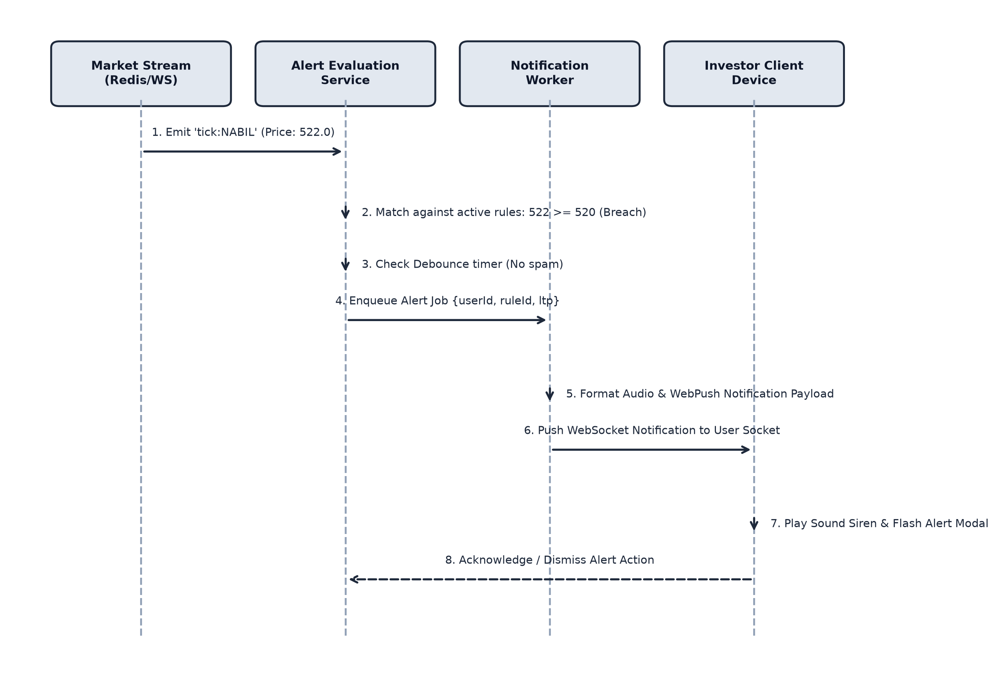 Market Stream
(Redis/WS)
Alert Evaluation
Service
Notification
Worker
Investor Client
Device
1. Emit 'tick:NABIL' (Price: 522.0)
2. Match against active rules: 522 >= 520 (Breach)
3. Check Debounce timer (No spam)
4. Enqueue Alert Job {userId, ruleId, ltp}
5. Format Audio & WebPush Notification Payload
6. Push WebSocket Notification to User Socket
7. Play Sound Siren & Flash Alert Modal
8. Acknowledge / Dismiss Alert Action